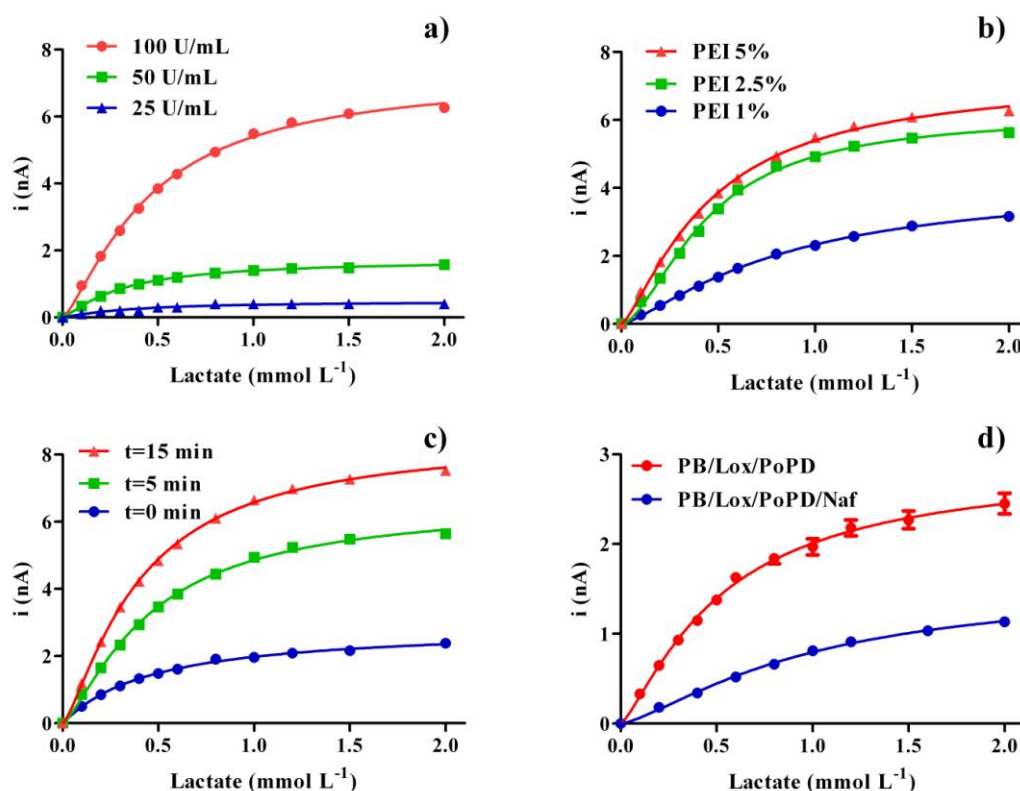 a)
100 U/mL
50 U/mL
25 U/mL
8
6
4
2
0
i (nA)
0.0 0.5 1.0 1.5 2.0
Lactate (mmol L⁻¹)
b)
PEI 5%
PEI 2.5%
PEI 1%
8
6
4
2
0
i (nA)
0.0 0.5 1.0 1.5 2.0
Lactate (mmol L⁻¹)
c)
t=15 min
t=5 min
t=0 min
8
6
4
2
0
i (nA)
0.0 0.5 1.0 1.5 2.0
Lactate (mmol L⁻¹)
d)
PB/Lox/PoPD
PB/Lox/PoPD/Naf
3
2
1
0
i (nA)
0.0 0.5 1.0 1.5 2.0
Lactate (mmol L⁻¹)